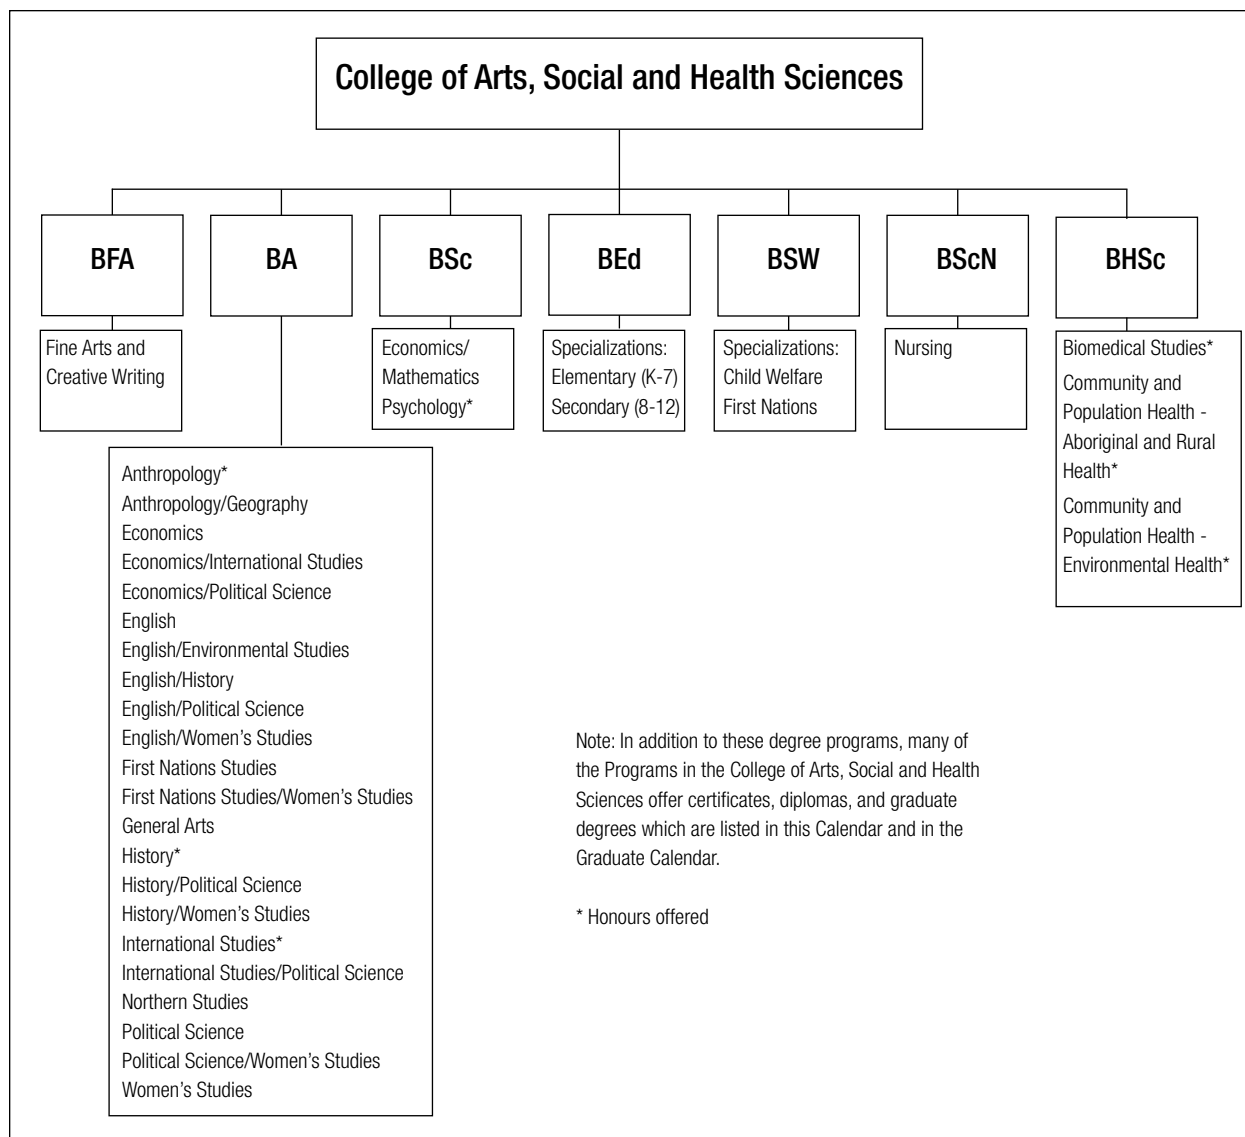 College of Arts, Social and Health Sciences
BFA
BA
BSc
BEd
BSW
BScN
BHSc
Fine Arts and
Creative Writing
Economics/
Mathematics
Psychology*
Specializations:
Elementary (K-7)
Secondary (8-12)
Specializations:
Child Welfare
First Nations
Nursing
Biomedical Studies*
Community and
Population Health -
Aboriginal and Rural
Health*
Community and
Population Health -
Environmental Health*
Anthropology*
Anthropology/Geography
Economics
Economics/International Studies
Economics/Political Science
English
English/Environmental Studies
English/History
English/Political Science
English/Women’s Studies
First Nations Studies
First Nations Studies/Women’s Studies
General Arts
History*
History/Political Science
History/Women’s Studies
International Studies*
International Studies/Political Science
Northern Studies
Political Science
Political Science/Women’s Studies
Women’s Studies
Note: In addition to these degree programs, many of
the Programs in the College of Arts, Social and Health
Sciences offer certificates, diplomas, and graduate
degrees which are listed in this Calendar and in the
Graduate Calendar.
* Honours offered